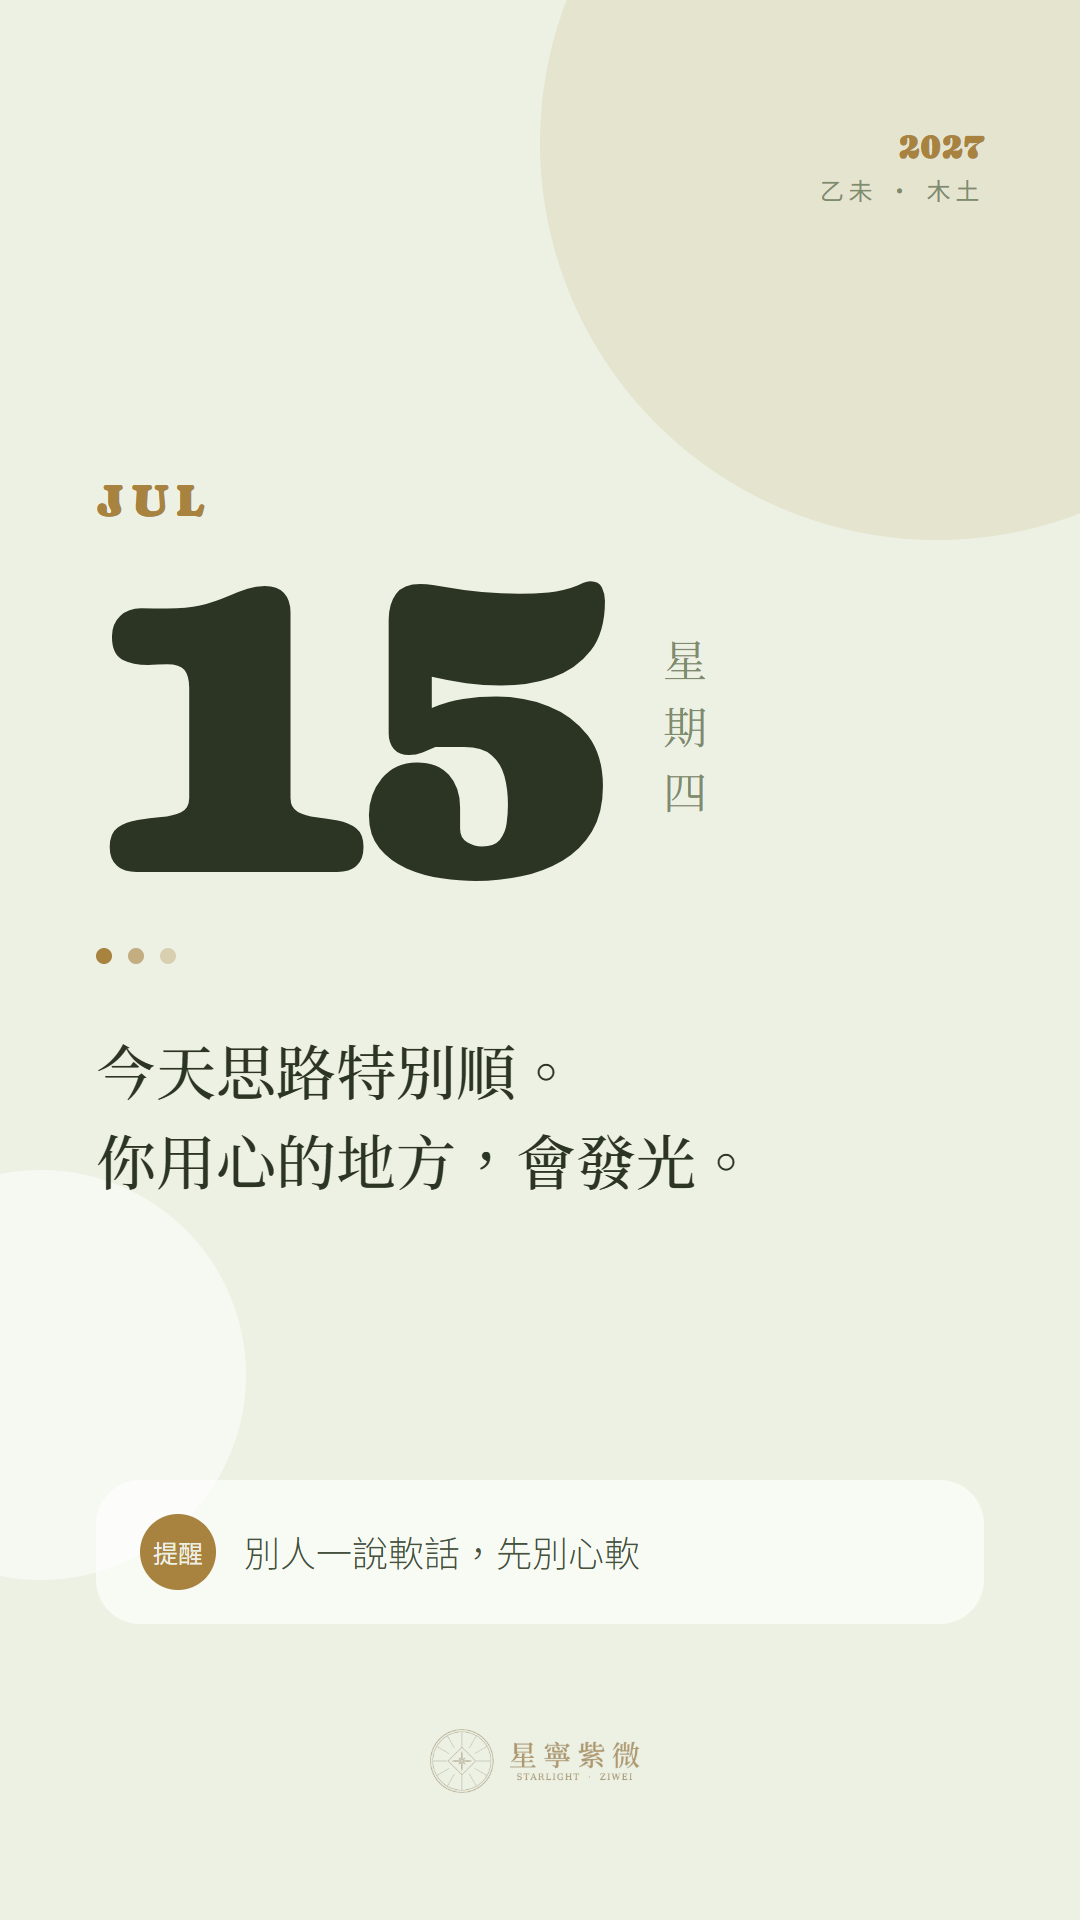 2027
乙未 · 木土
JUL
15
星期四
今天思路特別順。
你用心的地方，會發光。
提醒
別人一說軟話，先別心軟
星寧紫微
STARLIGHT · ZIWEI